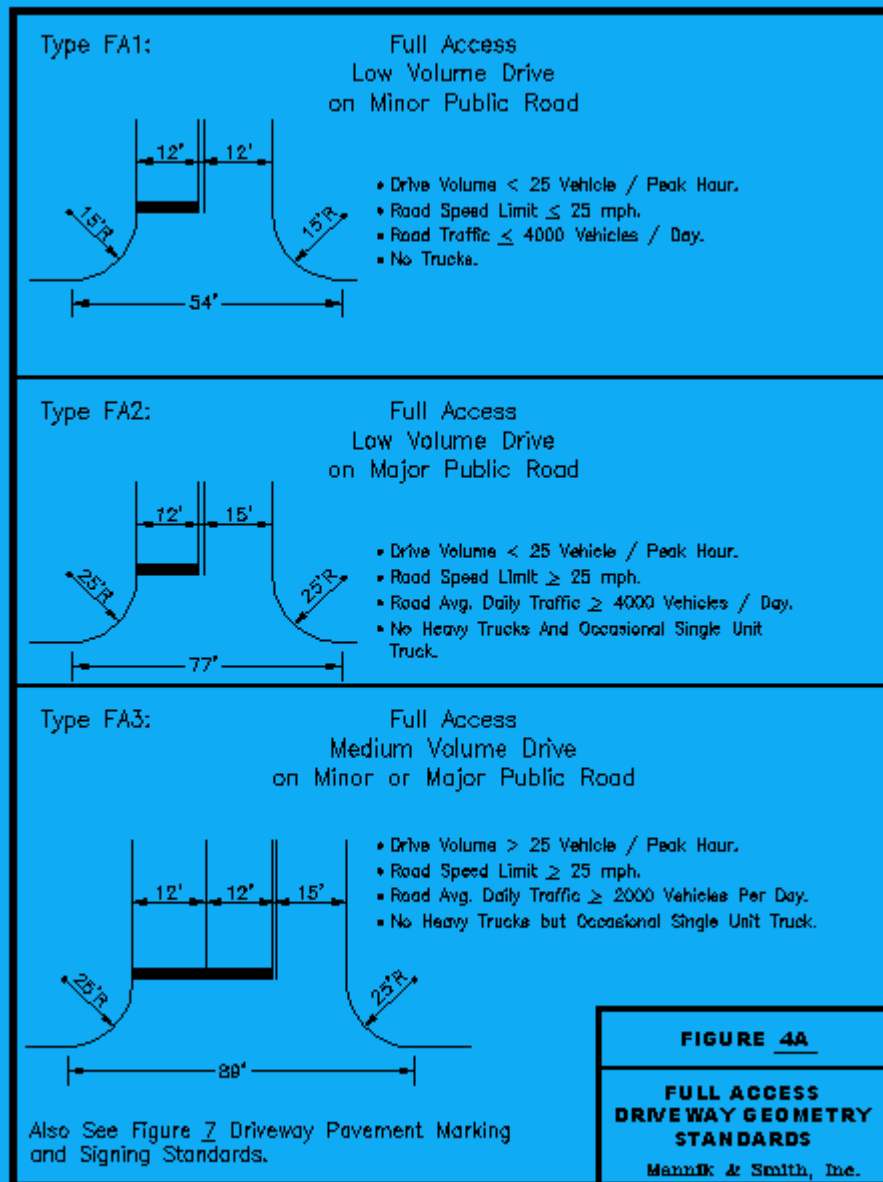 Type FA1:
Full Access
Low Volume Drive
on Minor Public Road
12' 12'
15'R 15'R
54'
• Drive Volume < 25 Vehicle / Peak Hour.
• Road Speed Limit ≤ 25 mph.
• Road Traffic ≤ 4000 Vehicles / Day.
• No Trucks.
Type FA2:
Full Access
Low Volume Drive
on Major Public Road
12' 15'
25'R 25'R
77'
• Drive Volume < 25 Vehicle / Peak Hour.
• Road Speed Limit ≥ 25 mph.
• Road Avg. Daily Traffic ≥ 4000 Vehicles / Day.
• No Heavy Trucks And Occasional Single Unit
Truck.
Type FA3:
Full Access
Medium Volume Drive
on Minor or Major Public Road
12' 12' 15'
25'R 25'R
89'
• Drive Volume > 25 Vehicle / Peak Hour.
• Road Speed Limit ≥ 25 mph.
• Road Avg. Daily Traffic ≥ 2000 Vehicles Per Day.
• No Heavy Trucks but Occasional Single Unit Truck.
Also See Figure 7 Driveway Pavement Marking
and Signing Standards.
FIGURE 4A
FULL ACCESS
DRIVEWAY GEOMETRY
STANDARDS
Mannik & Smith, Inc.